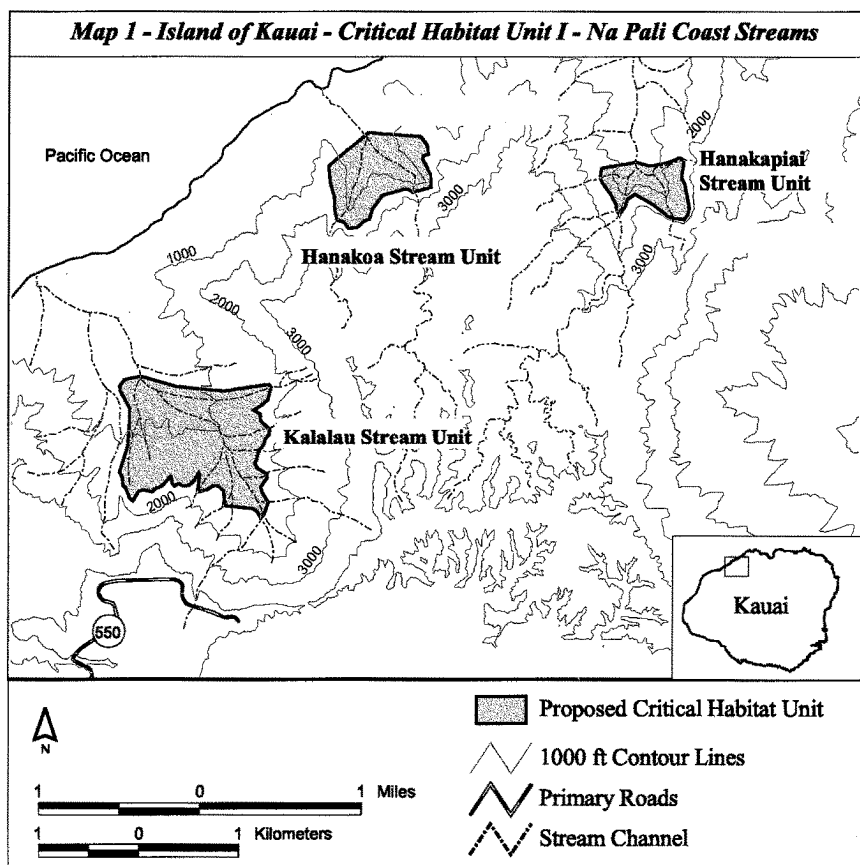 Map 1 - Island of Kauai - Critical Habitat Unit I - Na Pali Coast Streams
Pacific Ocean
2000
Hanakapiai
Stream Unit
3000
Hanakoa Stream Unit
1000
3000
2000
3000
Kalalau Stream Unit
2000
3000
550
Kauai
N
1 0 1 Miles
1 0 1 Kilometers
Proposed Critical Habitat Unit
1000 ft Contour Lines
Primary Roads
Stream Channel